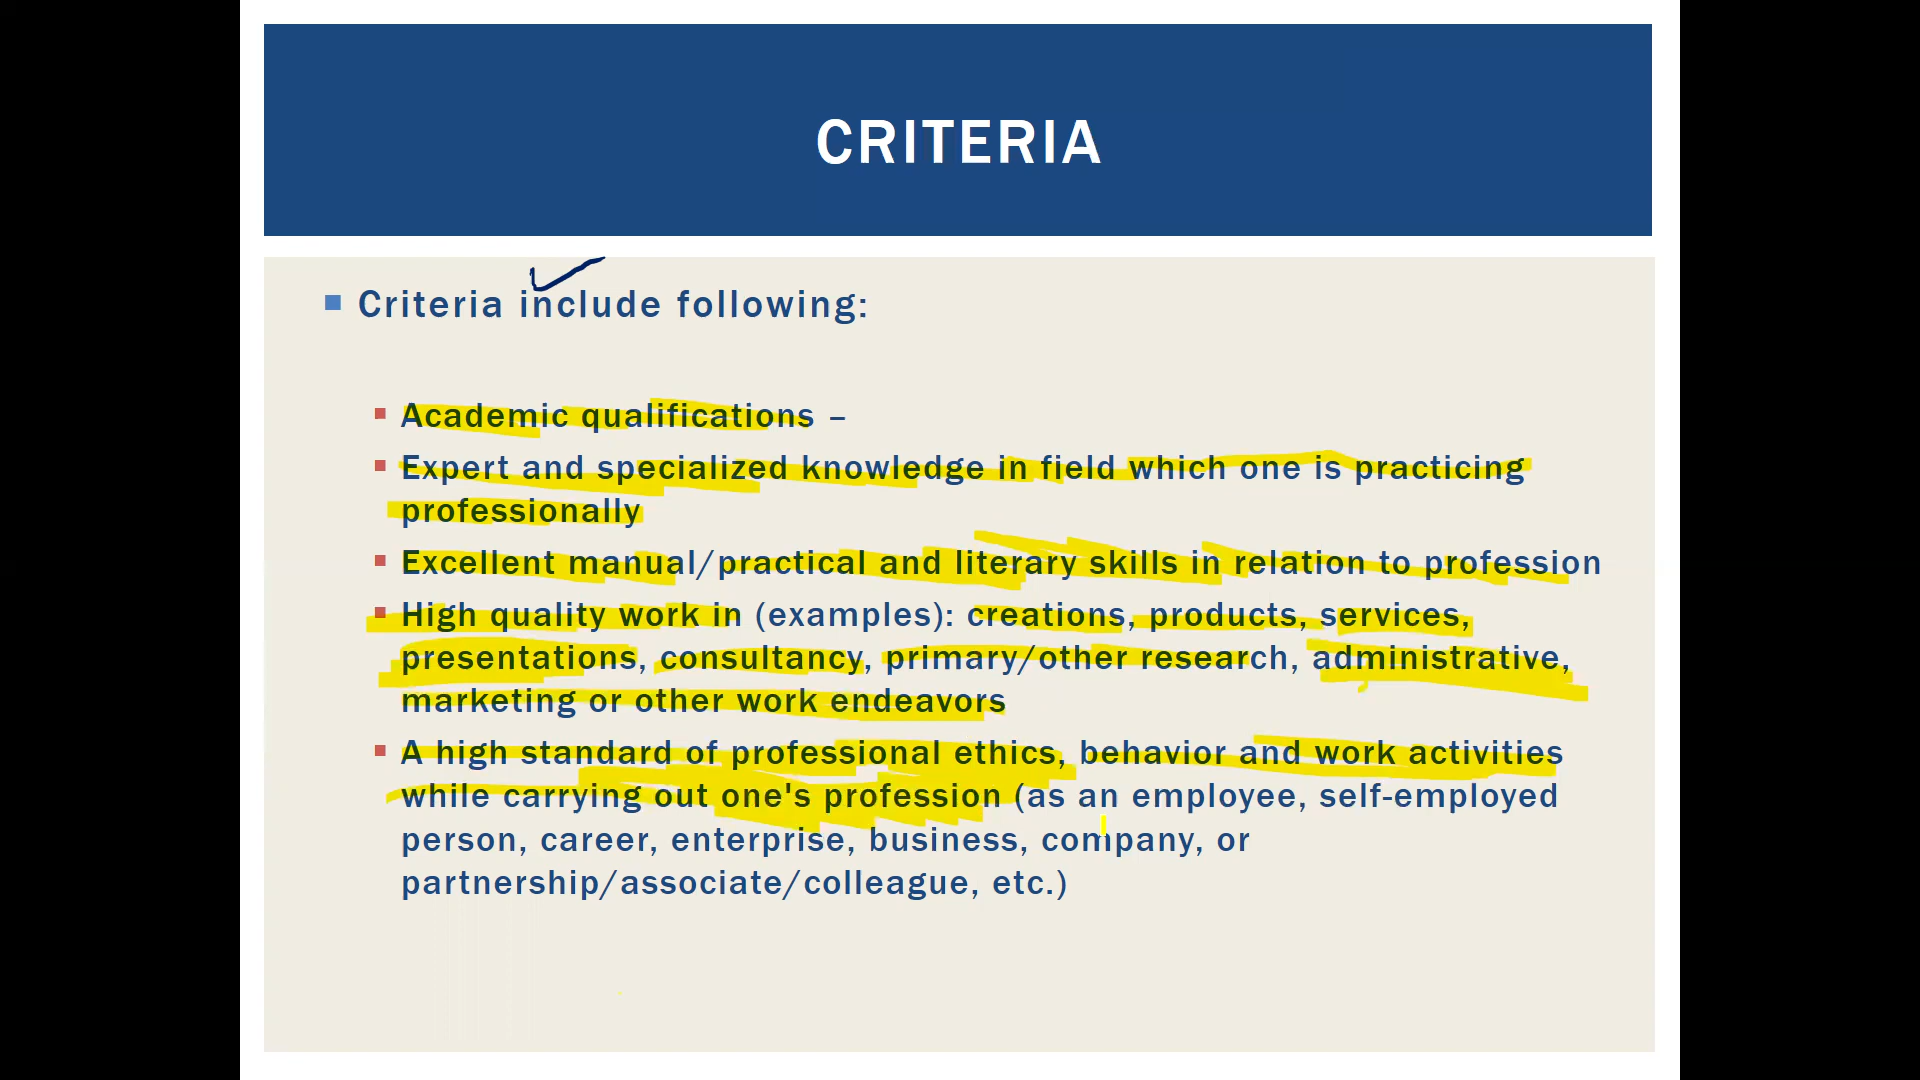 CRITERIA
Criteria include following:
Academic qualifications –
Expert and specialized knowledge in field which one is practicing
professionally
Excellent manual/practical and literary skills in relation to profession
High quality work in (examples): creations, products, services,
presentations, consultancy, primary/other research, administrative,
marketing or other work endeavors
A high standard of professional ethics, behavior and work activities
while carrying out one's profession (as an employee, self-employed
person, career, enterprise, business, company, or
partnership/associate/colleague, etc.)